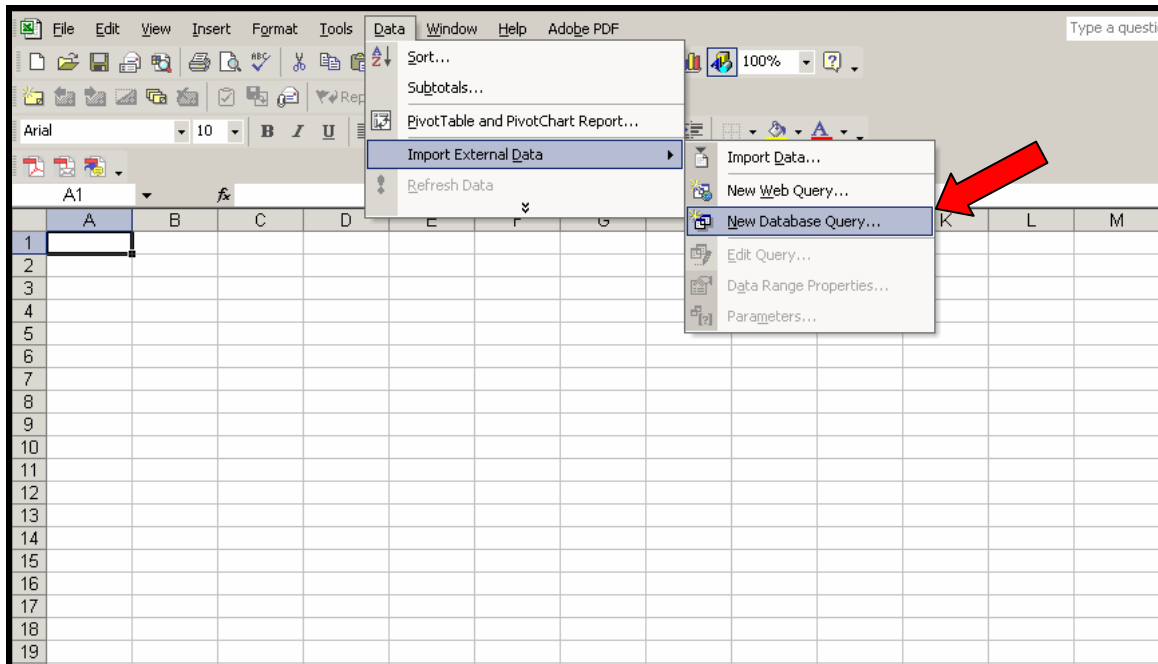 File Edit View Insert Format Tools Data Window Help Adobe PDF Type a questi
Sort...
100%
Subtotals...
Rep
PivotTable and PivotChart Report...
Arial 10 B I U
Import External Data
Import Data...
Refresh Data
New Web Query...
A1 fx
New Database Query...
A B C D E F G K L M
Edit Query...
Data Range Properties...
Parameters...
1
2
3
4
5
6
7
8
9
10
11
12
13
14
15
16
17
18
19